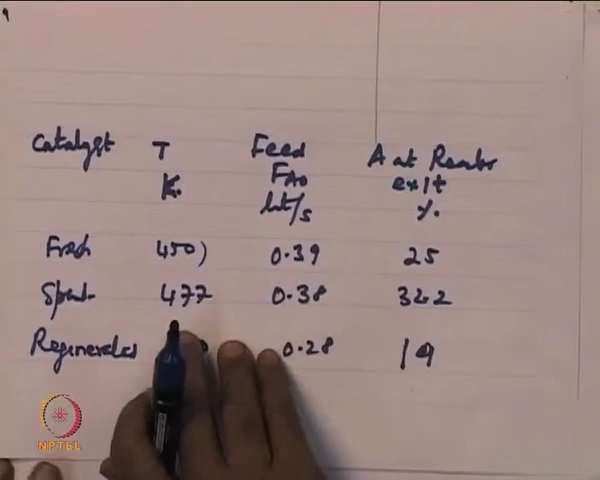 Catalyst T Feed A at Reactor
K. FA0 exit
lit/s %.
Fresh 450) 0.39 25
Spent 477 0.38 32.2
Regenerated 0.28 19
NPTEL